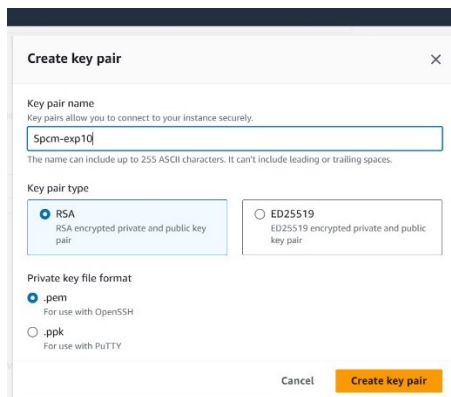 Create key pair
Key pair name
Key pairs allow you to connect to your instance securely.
Spcm-exp10
The name can include up to 255 ASCII characters. It can't include leading or trailing spaces.
Key pair type
RSA
RSA encrypted private and public key
pair
ED25519
ED25519 encrypted private and public
key pair
Private key file format
.pem
For use with OpenSSH
.ppk
For use with PuTTY
Cancel
Create key pair